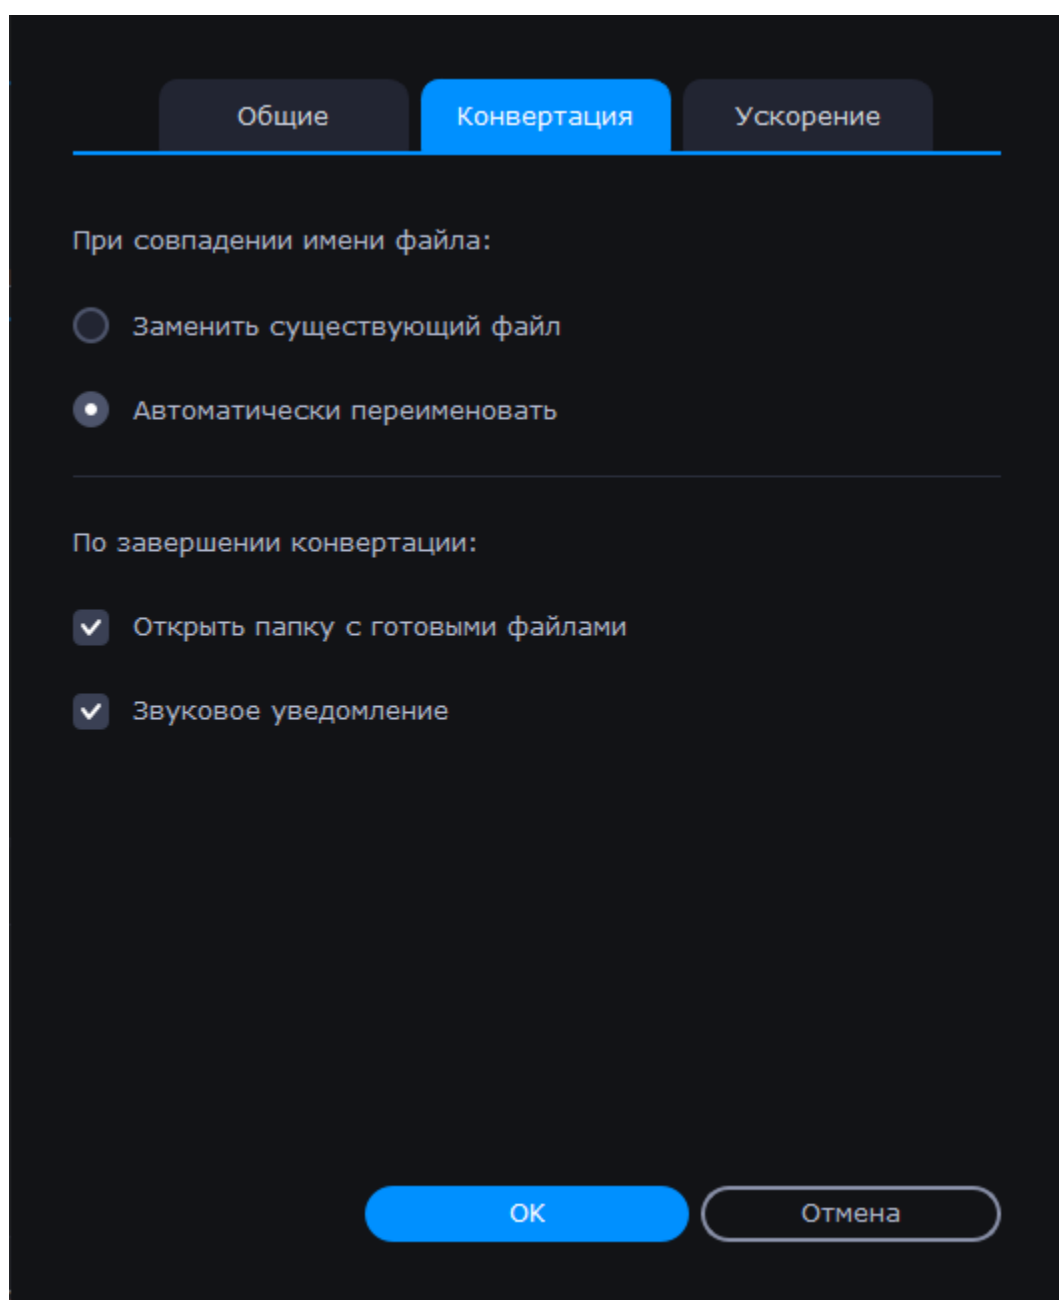 Общие
Конвертация
Ускорение
При совпадении имени файла:
Заменить существующий файл
Автоматически переименовать
По завершении конвертации:
Открыть папку с готовыми файлами
Звуковое уведомление
OK
Отмена